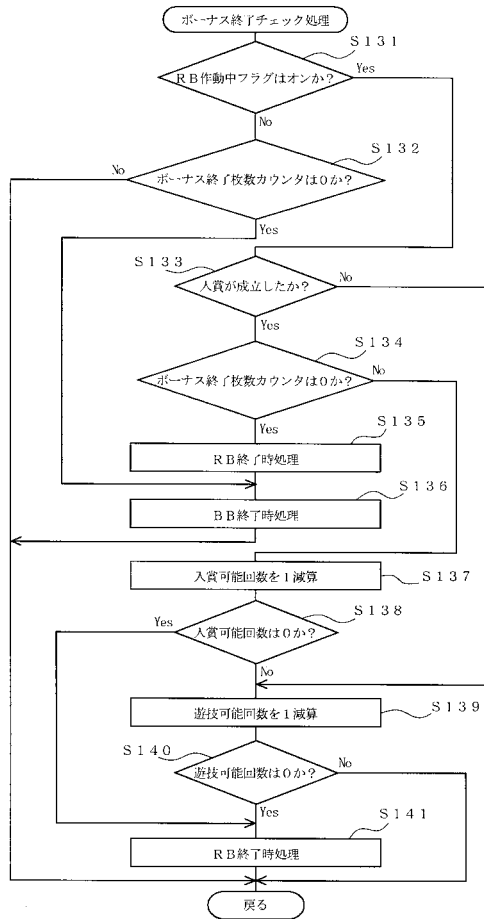 ボーナス終了チェック処理
S131
RB作動中フラグはオンか?
Yes
No
S132
No
ボーナス終了枚数カウンタは0か?
Yes
S133
入賞が成立したか?
No
Yes
S134
ボーナス終了枚数カウンタは0か?
No
Yes
S135
RB終了時処理
S136
BB終了時処理
入賞可能回数を1減算
S137
S138
Yes
入賞可能回数は0か?
No
遊技可能回数を1減算
S139
S140
遊技可能回数は0か?
No
Yes
S141
RB終了時処理
戻る